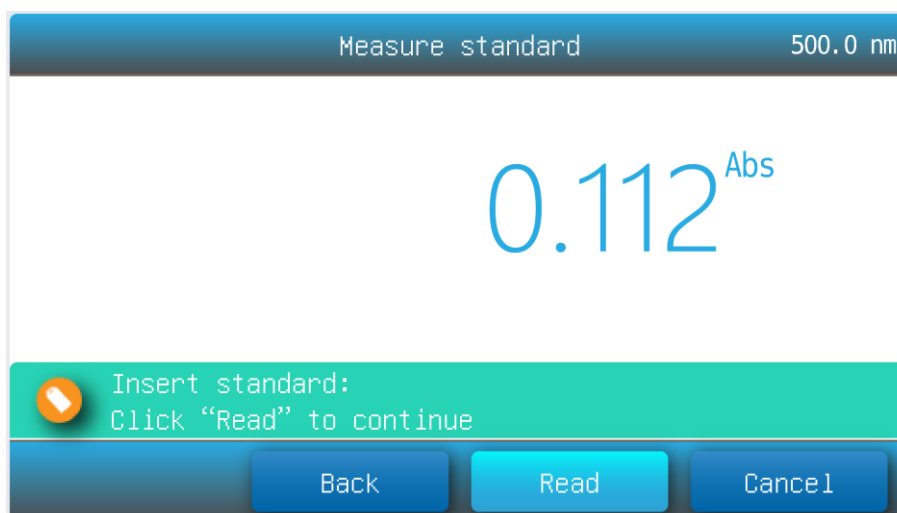 Measure standard 500.0 nm
0.112 Abs
Insert standard:
Click “Read” to continue
Back Read Cancel